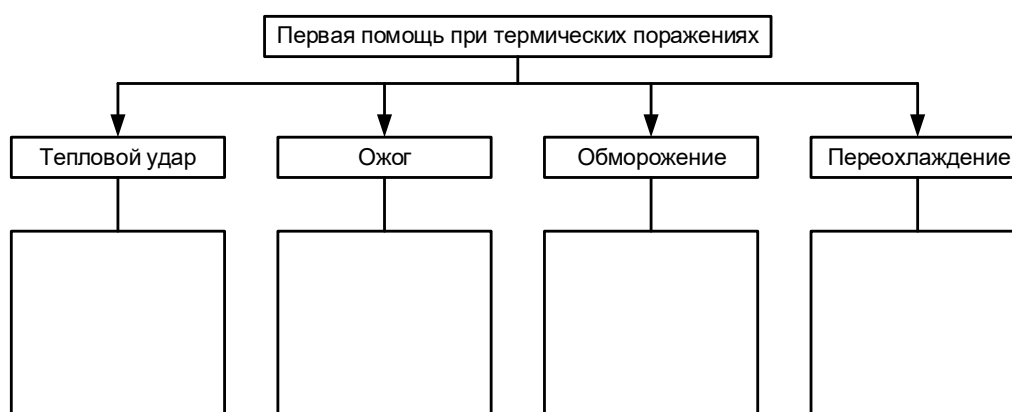 Первая помощь при термических поражениях
Тепловой удар
Ожог
Обморожение
Переохлаждение